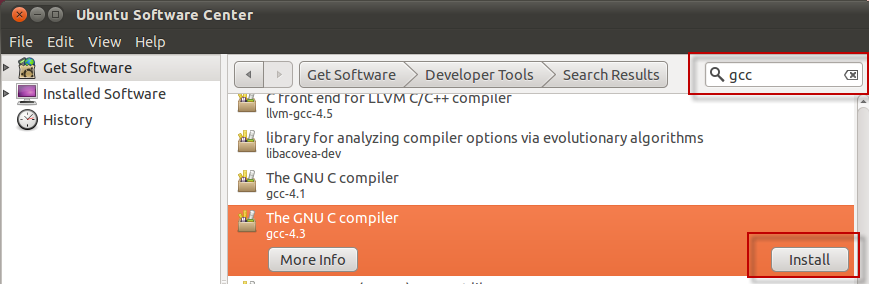 Ubuntu Software Center
File Edit View Help
Get Software
Installed Software
History
Get Software Developer Tools Search Results
gcc
C front end for LLVM C/C++ compiler
llvm-gcc-4.5
library for analyzing compiler options via evolutionary algorithms
libacovea-dev
The GNU C compiler
gcc-4.1
The GNU C compiler
gcc-4.3
More Info Install